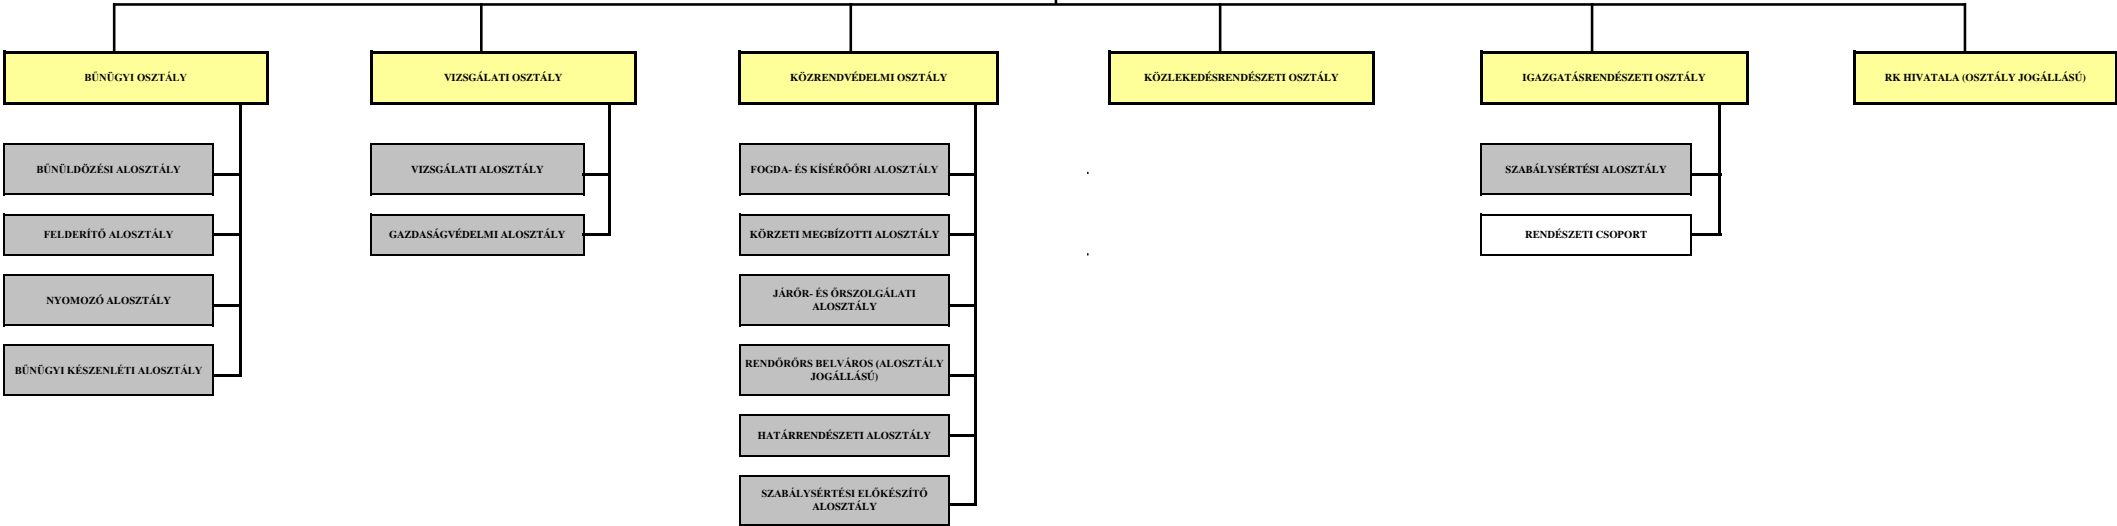 BŰNÜGYI OSZTÁLY
VIZSGÁLATI OSZTÁLY
KÖZRENDVÉDELMI OSZTÁLY
KÖZLEKEDÉSRENDÉSZETI OSZTÁLY
IGAZGATÁSRENDÉSZETI OSZTÁLY
RK HIVATALA (OSZTÁLY JOGÁLLÁSÚ)
BŰNÜLDÖZÉSI ALOSZTÁLY
FELDERÍTŐ ALOSZTÁLY
NYOMOZÓ ALOSZTÁLY
BŰNÜGYI KÉSZENLÉTI ALOSZTÁLY
VIZSGÁLATI ALOSZTÁLY
GAZDASÁGVÉDELMI ALOSZTÁLY
FOGDA- ÉS KÍSÉRŐŐRI ALOSZTÁLY
KÖRZETI MEGBÍZOTTI ALOSZTÁLY
JÁRŐR- ÉS ŐRSZOLGÁLATI
ALOSZTÁLY
RENDŐRŐRS BELVÁROS (ALOSZTÁLY
JOGÁLLÁSÚ)
HATÁRRENDÉSZETI ALOSZTÁLY
SZABÁLYSÉRTÉSI ELŐKÉSZÍTŐ
ALOSZTÁLY
SZABÁLYSÉRTÉSI ALOSZTÁLY
RENDÉSZETI CSOPORT